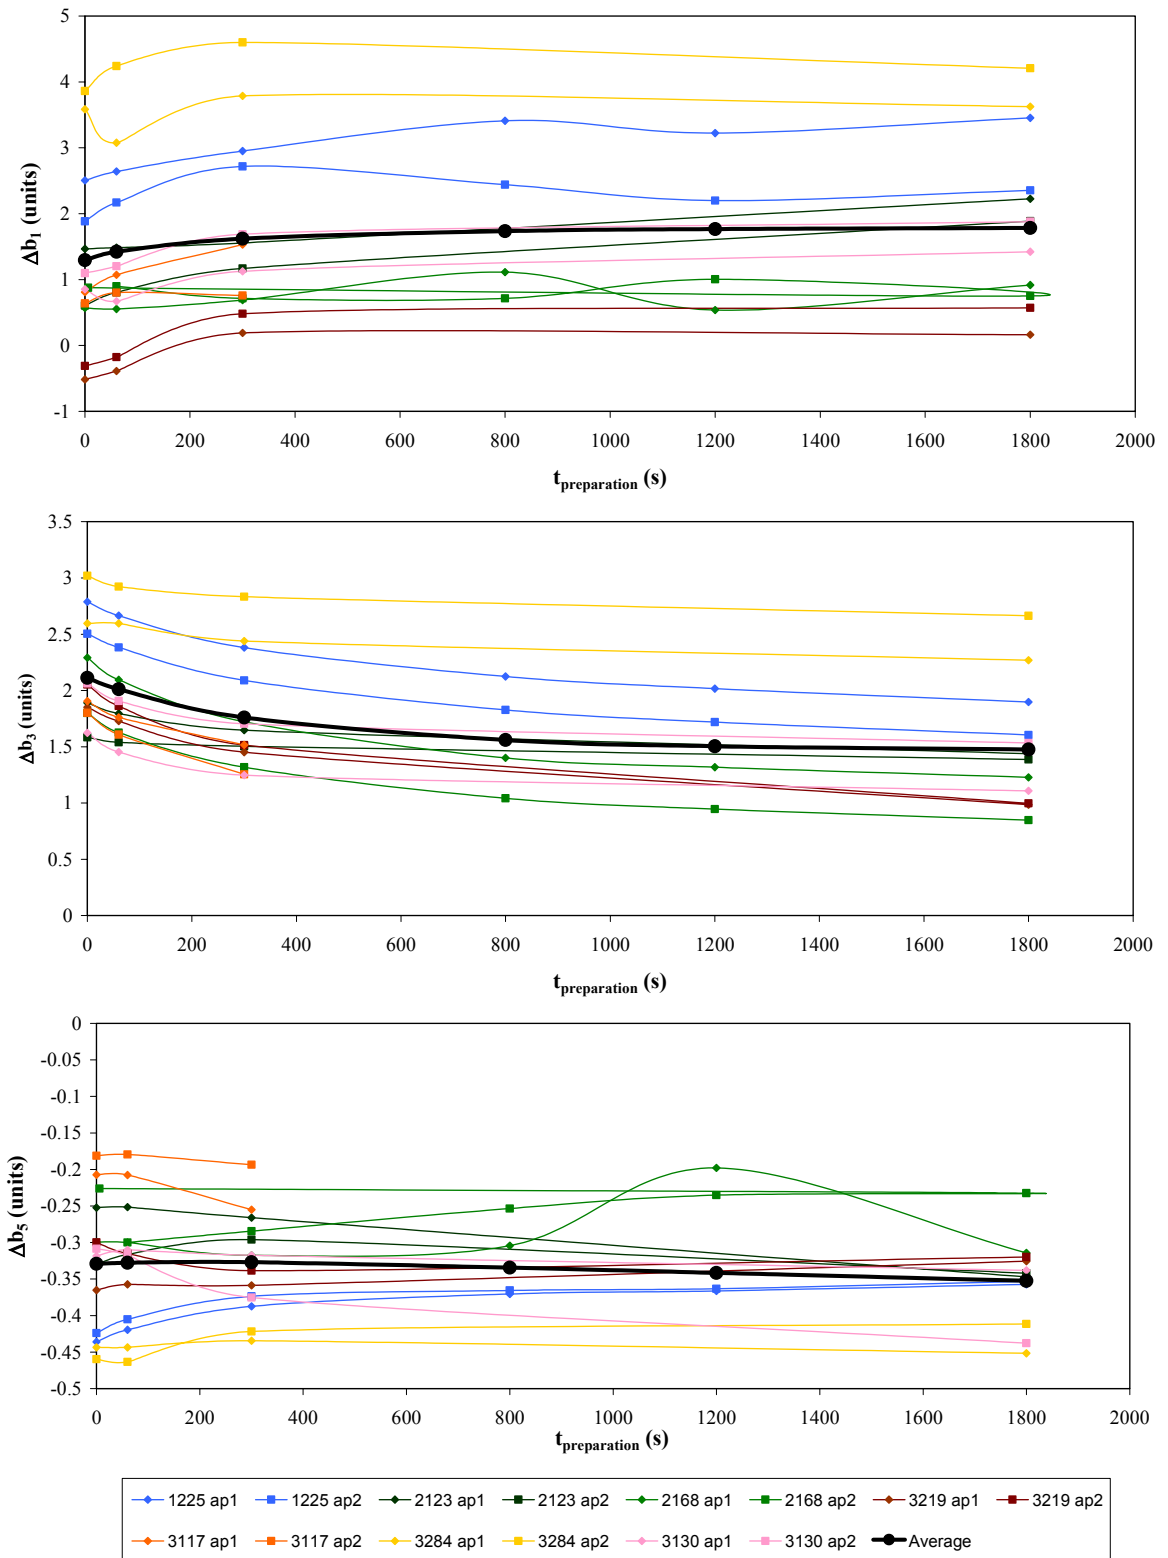 5
4
3
2
1
0
-1
Δb1 (units)
0 200 400 600 800 1000 1200 1400 1600 1800 2000
tpreparation (s)
3.5
3
2.5
2
1.5
1
0.5
0
Δb3 (units)
0 200 400 600 800 1000 1200 1400 1600 1800 2000
tpreparation (s)
0
-0.05
-0.1
-0.15
-0.2
-0.25
-0.3
-0.35
-0.4
-0.45
-0.5
Δb5 (units)
0 200 400 600 800 1000 1200 1400 1600 1800 2000
tpreparation (s)
1225 ap1 1225 ap2 2123 ap1 2123 ap2 2168 ap1 2168 ap2 3219 ap1 3219 ap2
3117 ap1 3117 ap2 3284 ap1 3284 ap2 3130 ap1 3130 ap2 Average